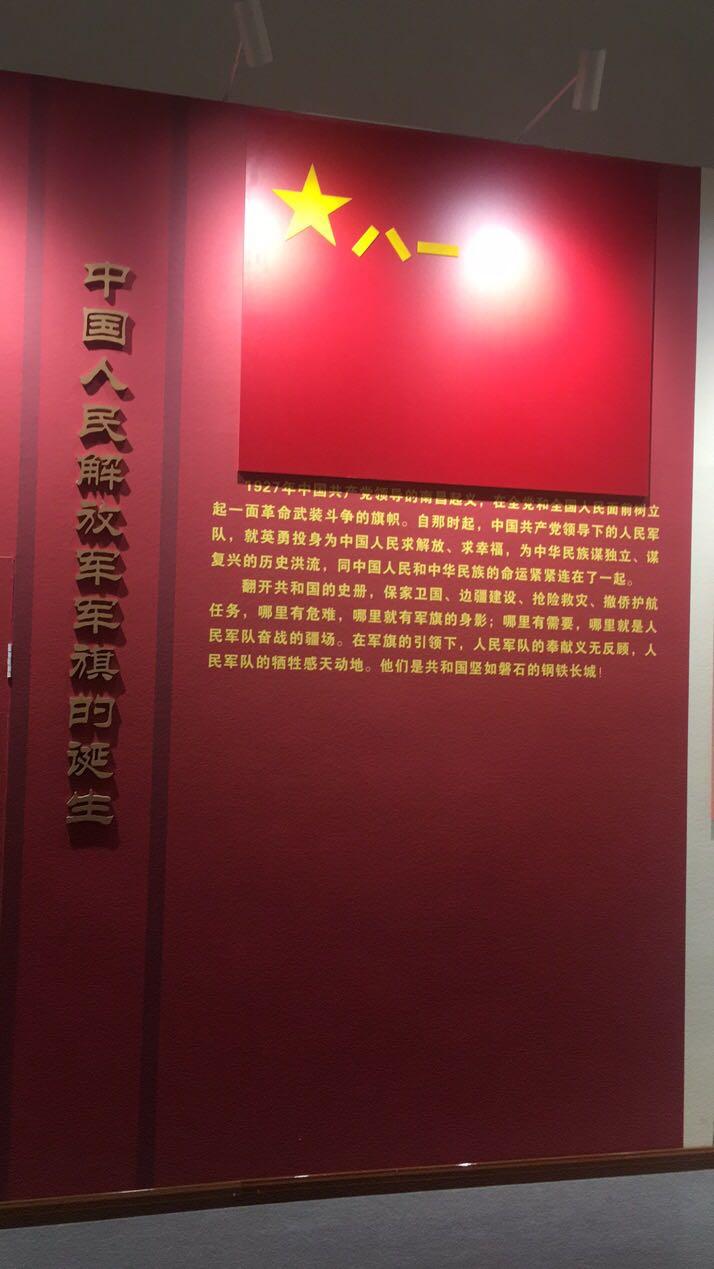 中国人民解放军军旗的诞生
八一
1927年中国共产党领导的南昌起义，在全党和全国人民面前树立
起一面革命武装斗争的旗帜。自那时起，中国共产党领导下的人民军
队，就英勇投身为中国人民求解放、求幸福，为中华民族谋独立、谋
复兴的历史洪流，同中国人民和中华民族的命运紧紧连在了一起。
翻开共和国的史册，保家卫国、边疆建设、抢险救灾、撤侨护航
任务，哪里有危难，哪里就有军旗的身影；哪里有需要，哪里就是人
民军队奋战的疆场。在军旗的引领下，人民军队的奉献义无反顾，人
民军队的牺牲感天动地。他们是共和国坚如磐石的钢铁长城！